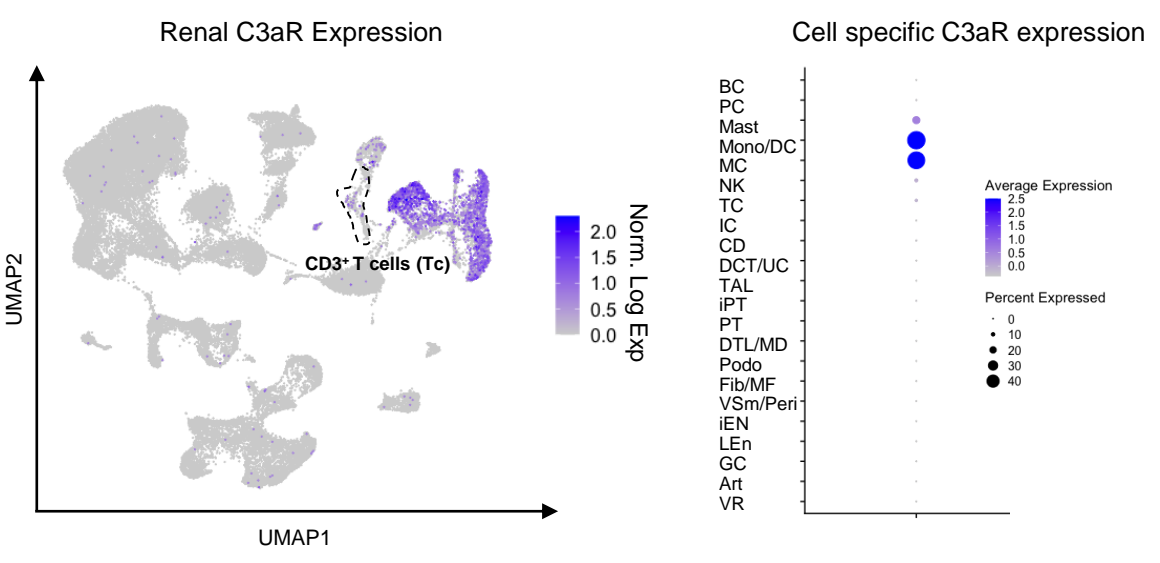 Renal C3aR Expression
UMAP2
UMAP1
CD3+ T cells (Tc)
2.0
1.5
1.0
0.5
0.0
Norm. Log Exp
Cell specific C3aR expression
BC
PC
Mast
Mono/DC
MC
NK
TC
IC
CD
DCT/UC
TAL
iPT
PT
DTL/MD
Podo
Fib/MF
VSm/Peri
iEN
LEn
GC
Art
VR
Average Expression
2.5
2.0
1.5
1.0
0.5
0.0
Percent Expressed
0
10
20
30
40